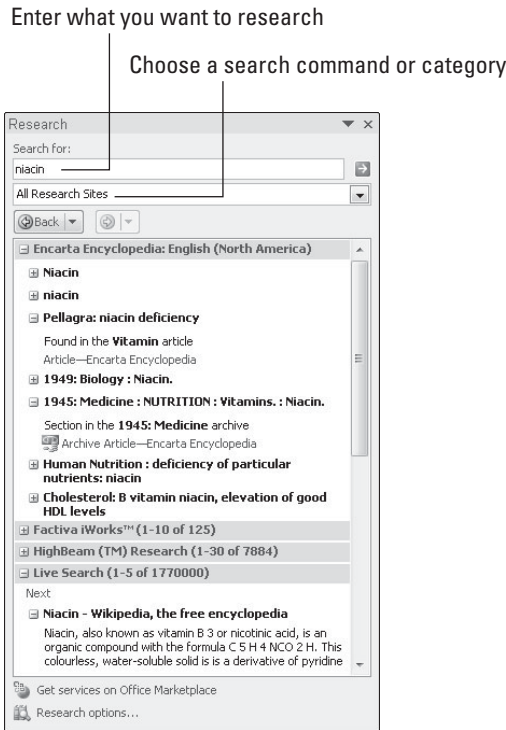 Enter what you want to research
Choose a search command or category
Research
Search for:
niacin
All Research Sites
Back
Encarta Encyclopedia: English (North America)
Niacin
niacin
Pellagra: niacin deficiency
Found in the Vitamin article
Article—Encarta Encyclopedia
1949: Biology : Niacin.
1945: Medicine : NUTRITION : Vitamins. : Niacin.
Section in the 1945: Medicine archive
Archive Article—Encarta Encyclopedia
Human Nutrition : deficiency of particular
nutrients: niacin
Cholesterol: B vitamin niacin, elevation of good
HDL levels
Factiva iWorks™ (1-10 of 125)
HighBeam (TM) Research (1-30 of 7884)
Live Search (1-5 of 1770000)
Next
Niacin - Wikipedia, the free encyclopedia
Niacin, also known as vitamin B 3 or nicotinic acid, is an
organic compound with the formula C 5 H 4 NCO 2 H. This
colourless, water-soluble solid is is a derivative of pyridine
Get services on Office Marketplace
Research options...